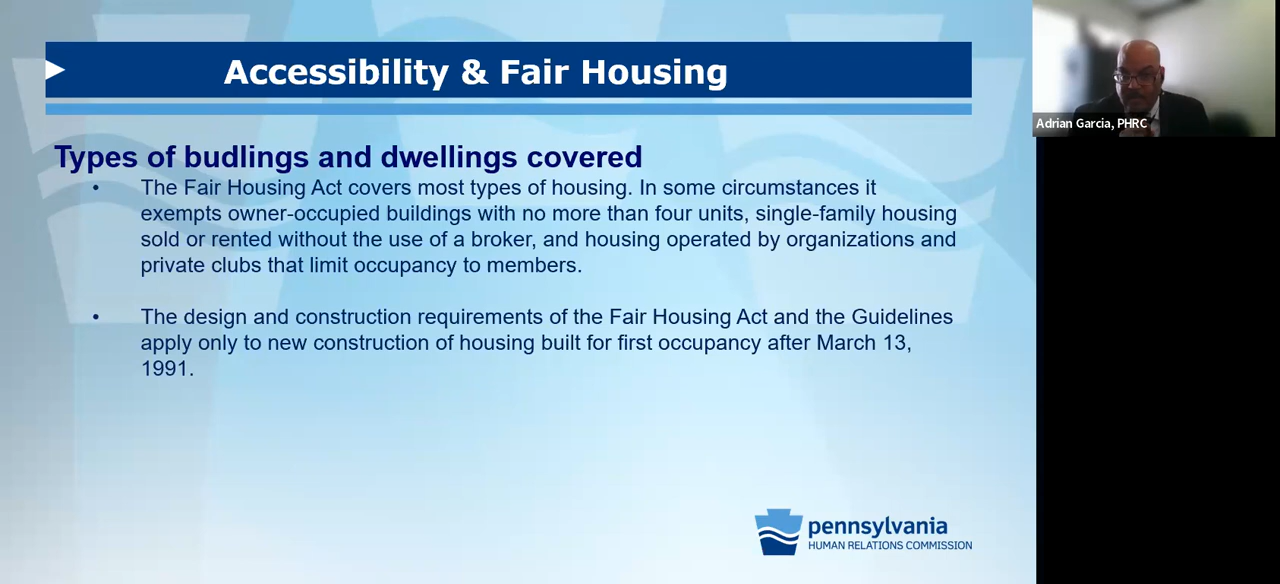 Accessibility & Fair Housing
Types of budlings and dwellings covered
• The Fair Housing Act covers most types of housing. In some circumstances it
exempts owner-occupied buildings with no more than four units, single-family housing
sold or rented without the use of a broker, and housing operated by organizations and
private clubs that limit occupancy to members.
• The design and construction requirements of the Fair Housing Act and the Guidelines
apply only to new construction of housing built for first occupancy after March 13,
1991.
pennsylvania
HUMAN RELATIONS COMMISSION
Adrian Garcia, PHRC